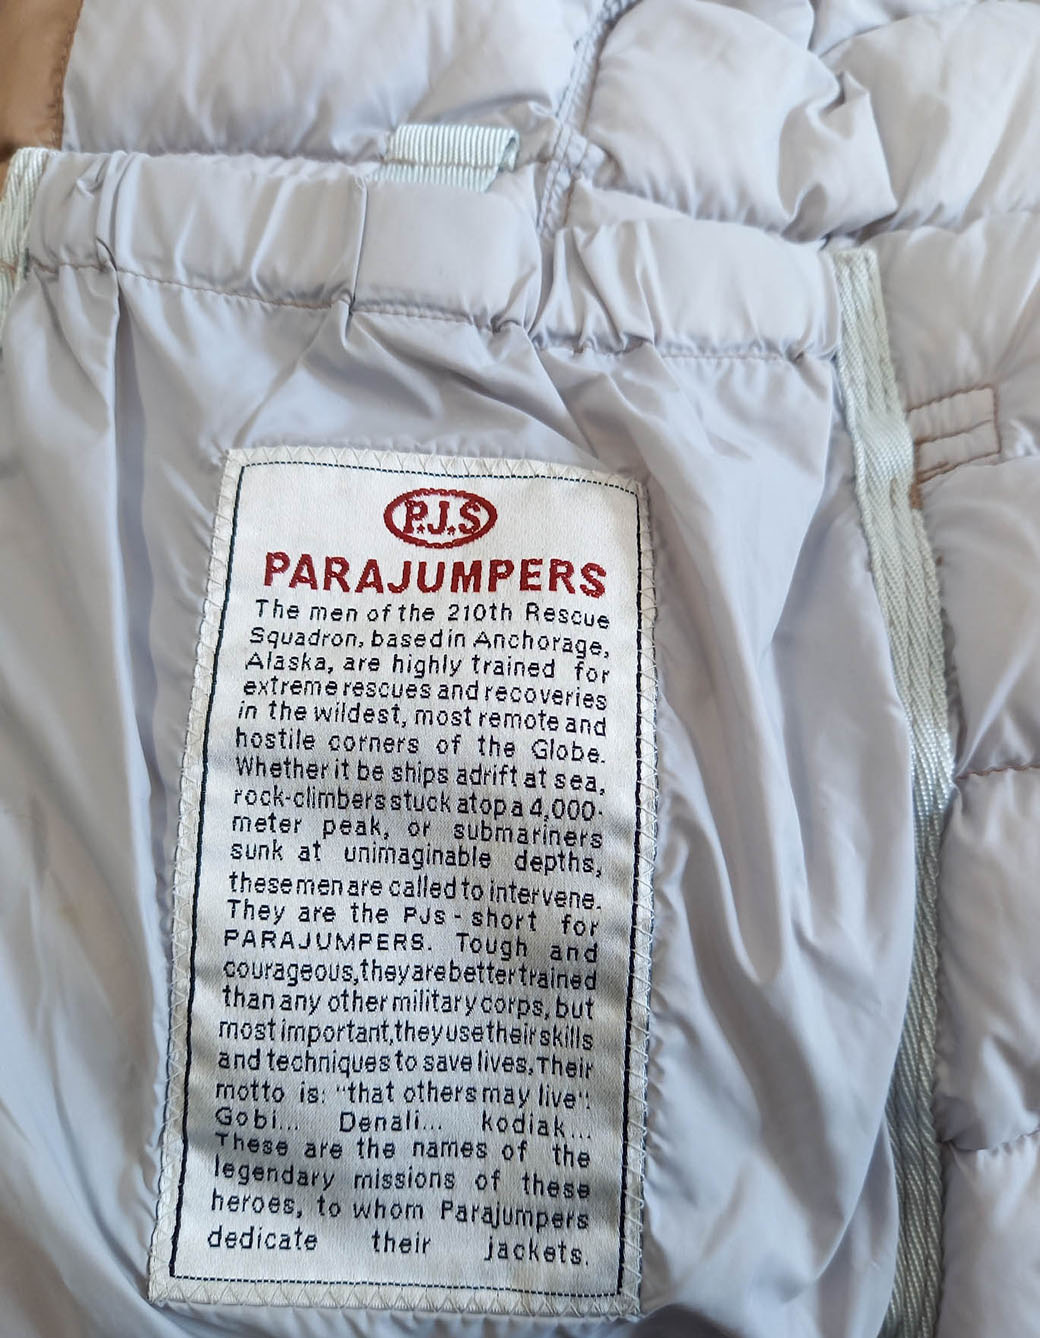 P.J.S
PARAJUMPERS
The men of the 210th Rescue
Squadron, based in Anchorage,
Alaska, are highly trained for
extreme rescues and recoveries
in the wildest, most remote and
hostile corners of the Globe.
Whether it be ships adrift at sea,
rock-climbers stuck atop a 4,000-
meter peak, or submariners
sunk at unimaginable depths,
these men are called to intervene.
They are the PJs - short for
PARAJUMPERS. Tough and
courageous, they are better trained
than any other military corps, but
most important, they use their skills
and techniques to save lives, Their
motto is: "that others may live":
Gobi... Denali... kodiak...
These are the names of the
legendary missions of these
heroes, to whom Parajumpers
dedicate their jackets.